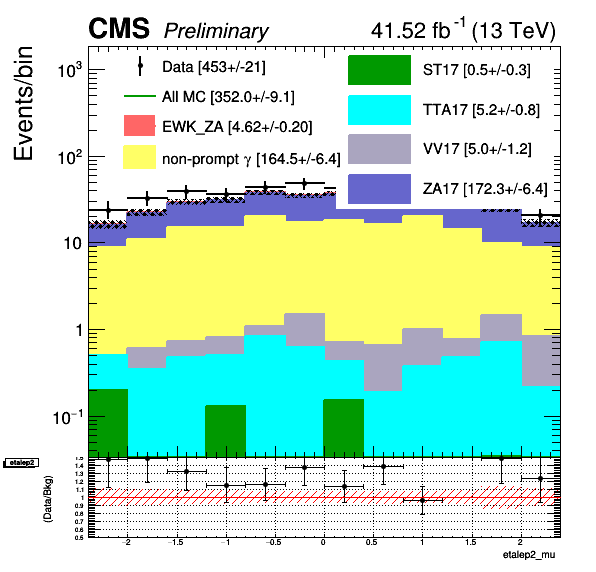 CMS Preliminary 41.52 fb⁻¹ (13 TeV)
Events/bin
10³
10²
10
1
10⁻¹
Data [453+/-21]
All MC [352.0+/-9.1]
EWK_ZA [4.62+/-0.20]
non-prompt γ [164.5+/-6.4]
ST17 [0.5+/-0.3]
TTA17 [5.2+/-0.8]
VV17 [5.0+/-1.2]
ZA17 [172.3+/-6.4]
etalep2
(Data/Bkg)
1.5
1.4
1.3
1.2
1.1
1
0.9
0.8
0.7
0.6
0.5
−2 −1.5 −1 −0.5 0 0.5 1 1.5 2
etalep2_mu